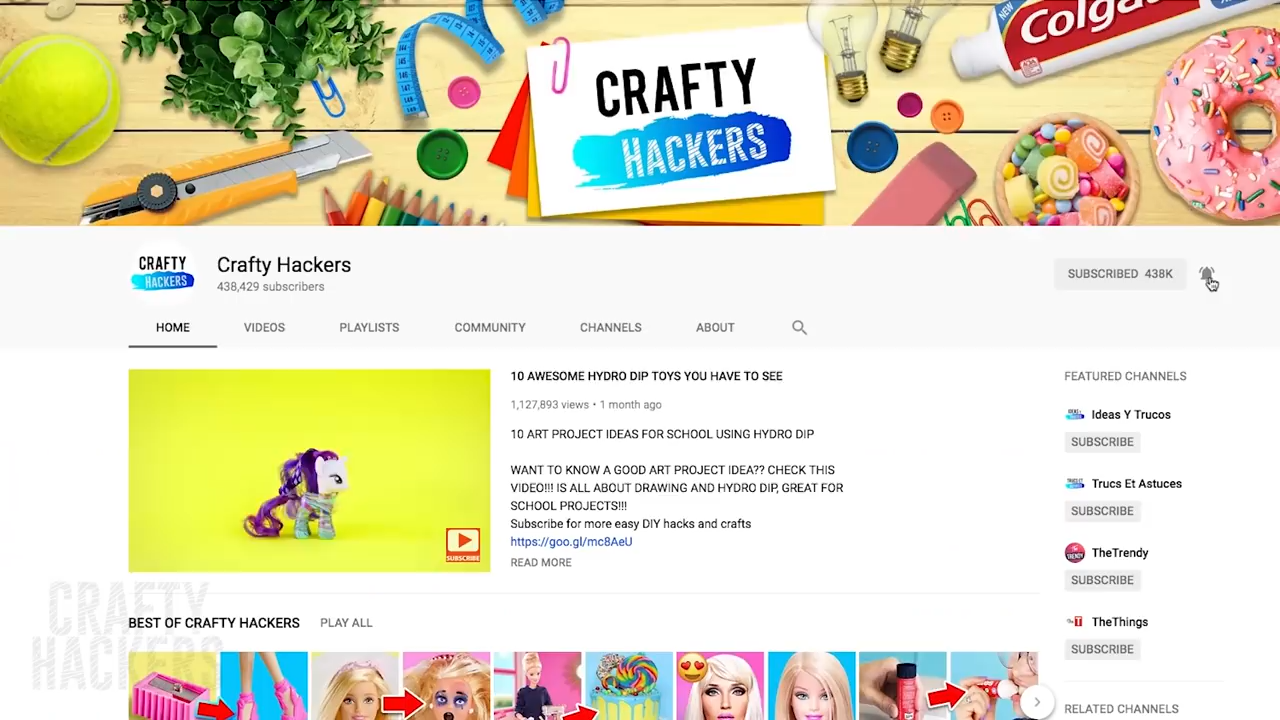 NEW
Colga
CRAFTY
HACKERS
CRAFTY
HACKERS
Crafty Hackers
438,429 subscribers
SUBSCRIBED 438K
HOME
VIDEOS
PLAYLISTS
COMMUNITY
CHANNELS
ABOUT
10 AWESOME HYDRO DIP TOYS YOU HAVE TO SEE
1,127,893 views • 1 month ago
10 ART PROJECT IDEAS FOR SCHOOL USING HYDRO DIP
WANT TO KNOW A GOOD ART PROJECT IDEA?? CHECK THIS
VIDEO!!! IS ALL ABOUT DRAWING AND HYDRO DIP, GREAT FOR
SCHOOL PROJECTS!!!
Subscribe for more easy DIY hacks and crafts
https://goo.gl/mc8AeU
READ MORE
SUBSCRIBE
FEATURED CHANNELS
Ideas Y Trucos
SUBSCRIBE
Trucs Et Astuces
SUBSCRIBE
TheTrendy
SUBSCRIBE
TheThings
SUBSCRIBE
RELATED CHANNELS
BEST OF CRAFTY HACKERS
PLAY ALL
CRAFTY
HACKERS